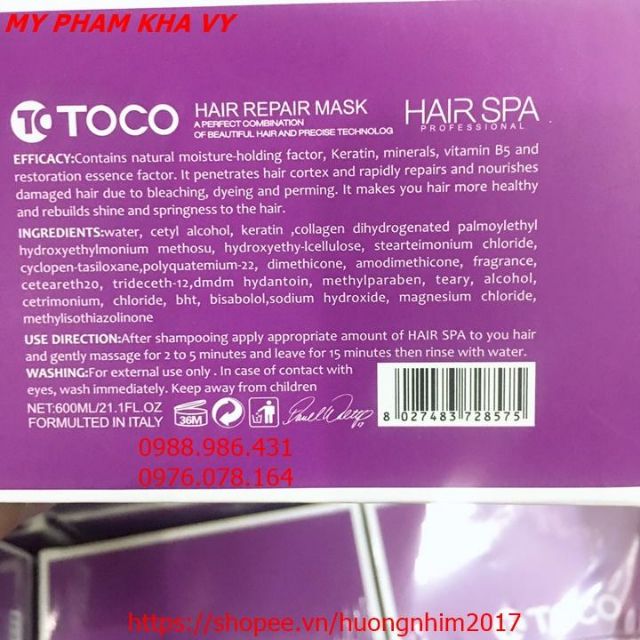 MY PHAM KHA VY
TC TOCO HAIR REPAIR MASK HAIR SPA
A PERFECT COMBINATION PROFESSIONAL
OF BEAUTIFUL HAIR AND PRECISE TECHNOLOG
EFFICACY:Contains natural moisture-holding factor, Keratin, minerals, vitamin B5 and
restoration essence factor. It penetrates hair cortex and rapidly repairs and nourishes
damaged hair due to bleaching, dyeing and perming. It makes you hair more healthy
and rebuilds shine and springness to the hair.
INGREDIENTS:water, cetyl alcohol, keratin ,collagen dihydrogenated palmoylethyl
hydroxyethylmonium methosu, hydroxyethy-lcellulose, stearteimonium chloride,
cyclopen-tasiloxane,polyquatemium-22, dimethicone, amodimethicone, fragrance,
ceteareth20, trideceth-12,dmdm hydantoin, methylparaben, teary, alcohol,
cetrimonium, chloride, bht, bisabolol,sodium hydroxide, magnesium chloride,
methylisothiazolinone
USE DIRECTION:After shampooing apply appropriate amount of HAIR SPA to you hair
and gently massage for 2 to 5 minutes and leave for 15 minutes then rinse with water.
WASHING:For external use only . In case of contact with
eyes, wash immediately. Keep away from children
NET:600ML/21.1FL.OZ
FORMULTED IN ITALY
36M
8 027483 728575
0988.986.431
0976.078.164
TOCO
https://shopee.vn/huongnhim2017